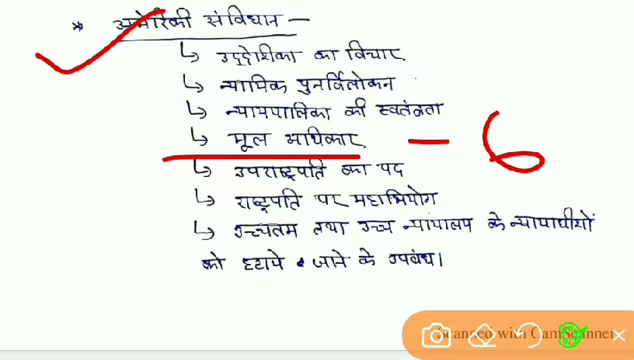 * अमेरिकी संविधान —
↳ उद्देशिका का विचार
↳ न्यायिक पुनर्विलोकन
↳ न्यायपालिका की स्वतंत्रता
↳ मूल अधिकार — 6
↳ उपराष्ट्रपति का पद
↳ राष्ट्रपति पर महाभियोग
↳ उच्चतम तथा उच्च न्यायालय के न्यायाधीशों
को हटाये जाने के उपबंध।
Scanned with CamScanner